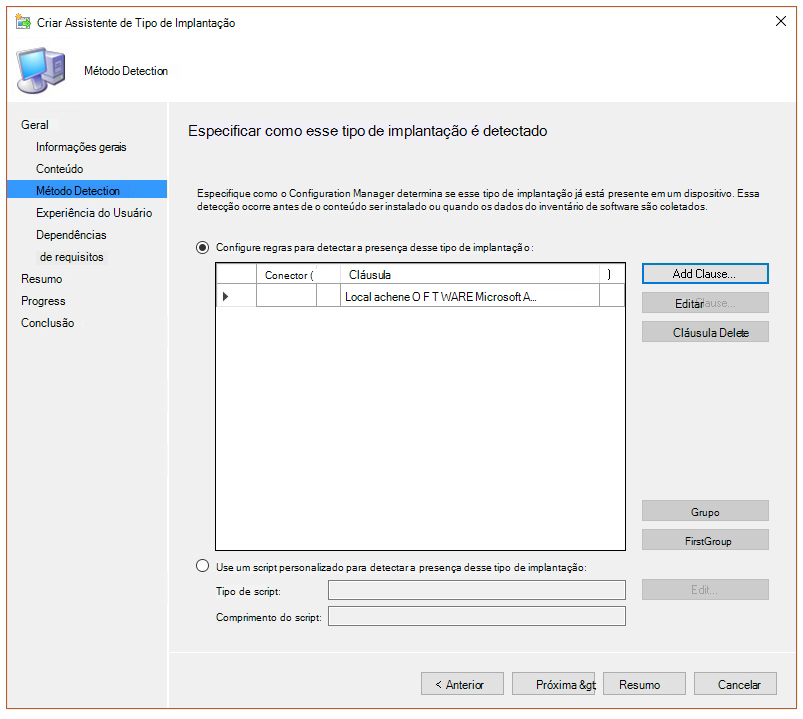 Criar Assistente de Tipo de Implantação
Método Detection
Geral
Informações gerais
Conteúdo
Método Detection
Experiência do Usuário
Dependências
de requisitos
Resumo
Progress
Conclusão
Especificar como esse tipo de implantação é detectado
Especifique como o Configuration Manager determina se esse tipo de implantação já está presente em um dispositivo. Essa
detecção ocorre antes de o conteúdo ser instalado ou quando os dados do inventário de software são coletados.
Configure regras para detectar a presença desse tipo de implantação:
Conector ( Cláusula )
Local achene O F T WARE Microsoft A...
Add Clause...
Editar Clause...
Cláusula Delete
Grupo
FirstGroup
Use um script personalizado para detectar a presença desse tipo de implantação:
Tipo de script:
Edit...
Comprimento do script:
< Anterior
Próxima &gt;
Resumo
Cancelar